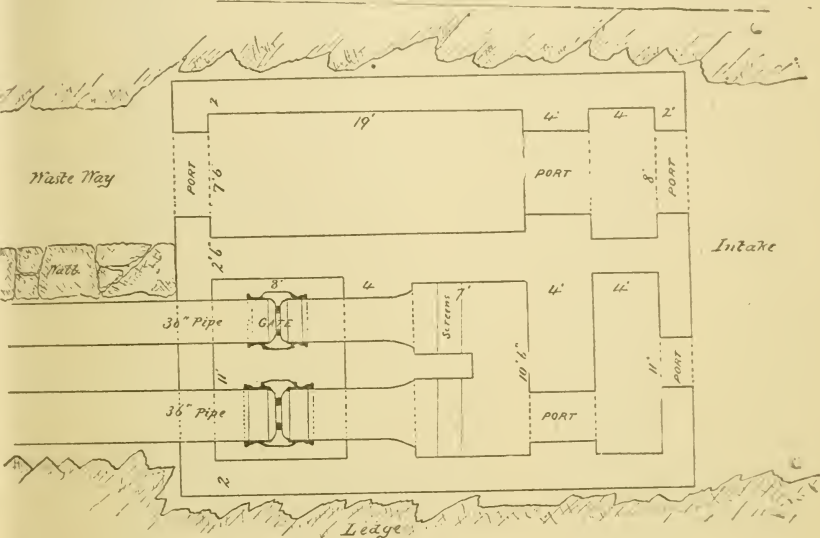 2
19'
4'
4
2'
Waste Way
PORT
7' 6"
PORT
8'
PORT
2' 6"
Intake
Wall
8'
4
7'
4'
4'
36" Pipe
GATE
Screens
11'
10' 6"
11'
PORT
36" Pipe
PORT
2
Ledge